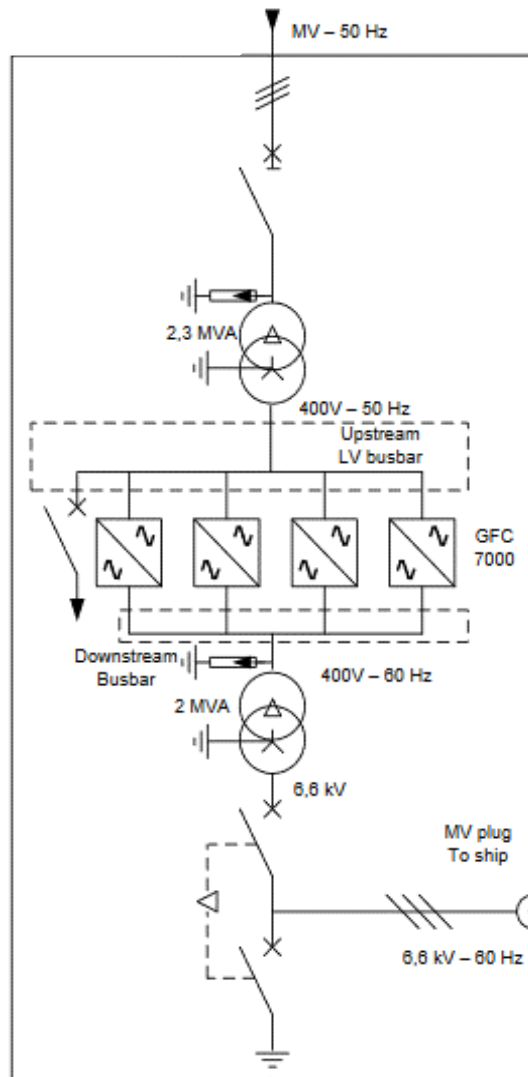 MV – 50 Hz
2,3 MVA
400V – 50 Hz
Upstream
LV busbar
GFC
7000
Downstream
Busbar
400V – 60 Hz
2 MVA
6,6 kV
MV plug
To ship
6,6 kV – 60 Hz